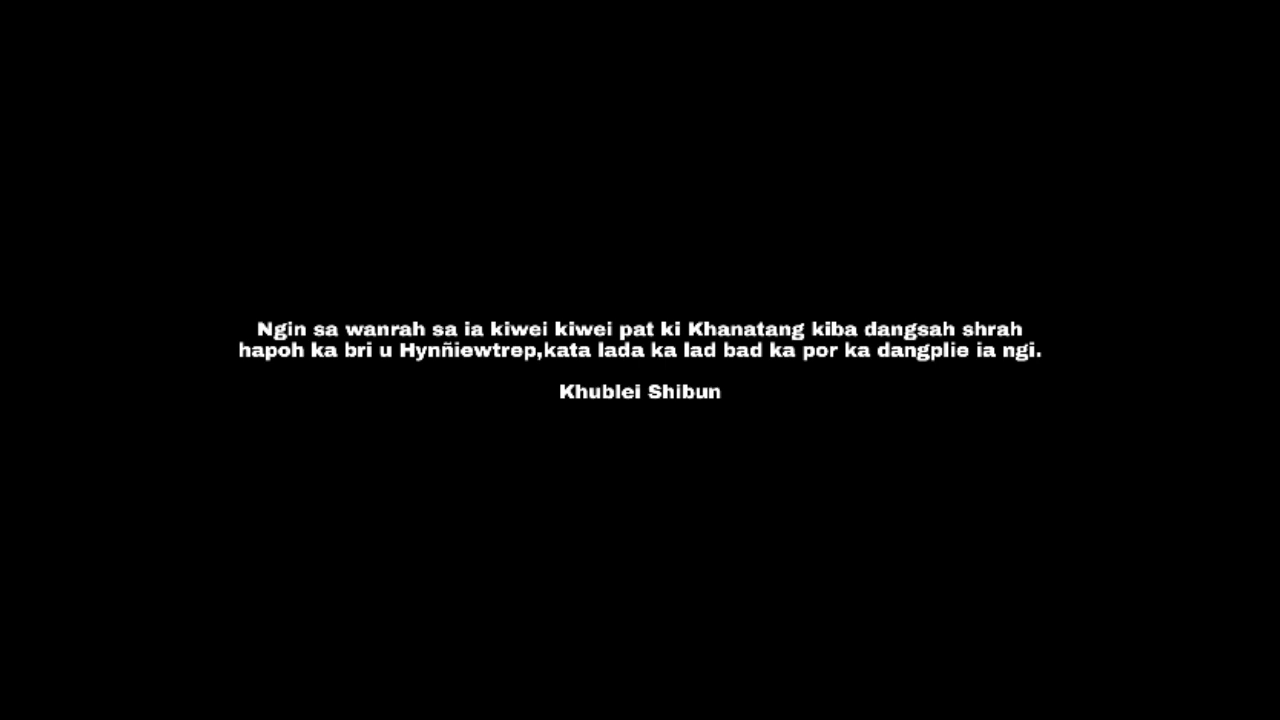 Ngin sa wanrah sa ia kiwei kiwei pat ki Khanatang kiba dangsah shrah
hapoh ka bri u Hynñiewtrep,kata lada ka lad bad ka por ka dangplie ia ngi.
Khublei Shibun